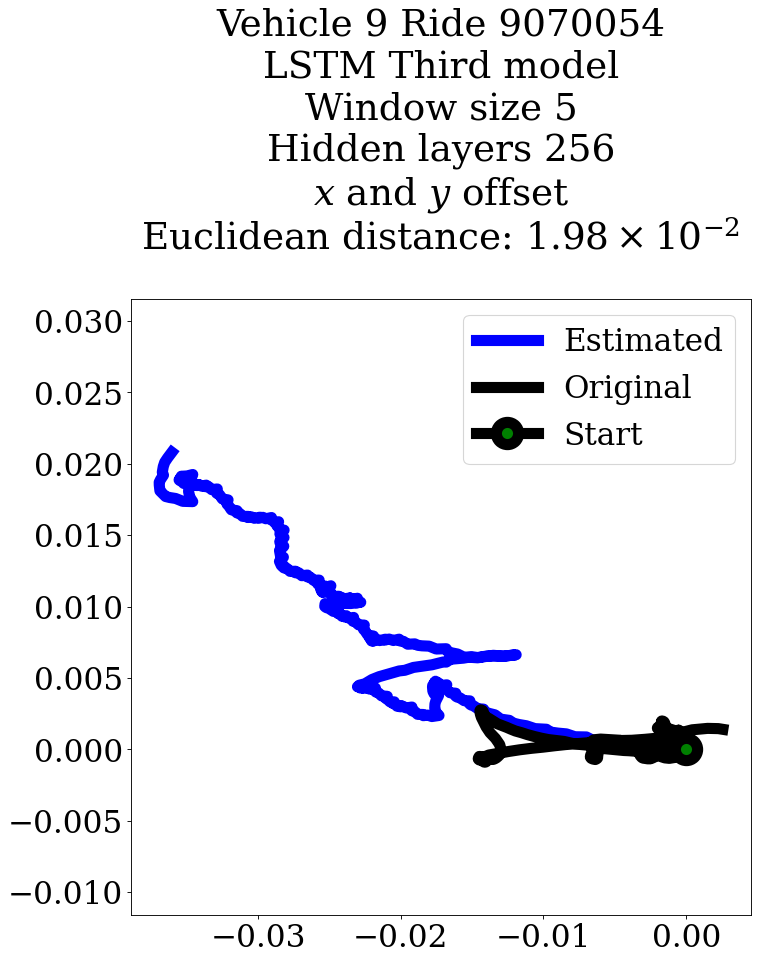 Vehicle 9 Ride 9070054
LSTM Third model
Window size 5
Hidden layers 256
x and y offset
Euclidean distance: 1.98 × 10⁻²
0.030
0.025
0.020
0.015
0.010
0.005
0.000
−0.005
−0.010
Estimated
Original
Start
−0.03 −0.02 −0.01 0.00